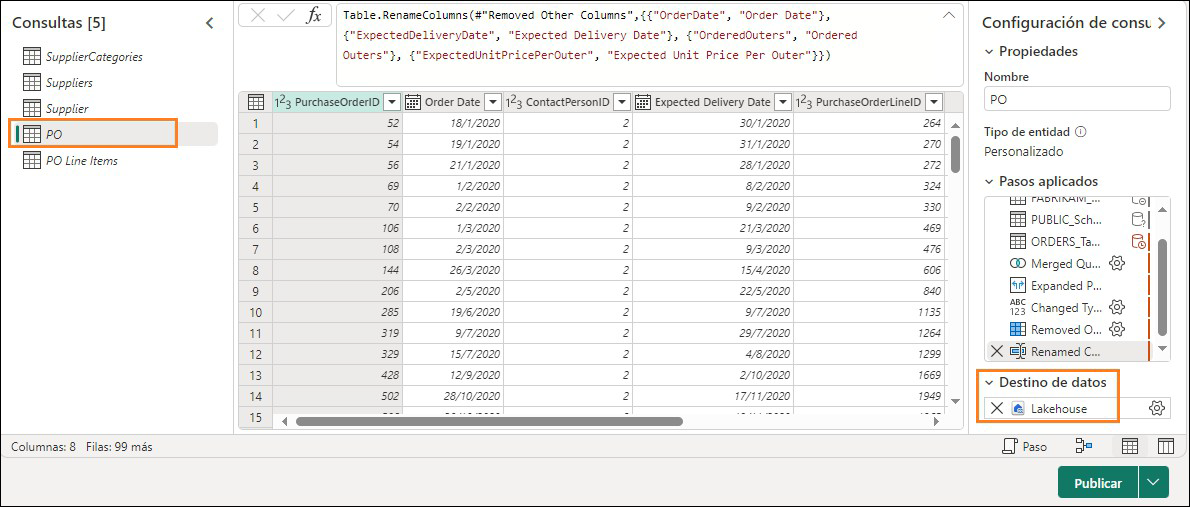 Consultas [5]
SupplierCategories
Suppliers
Supplier
PO
PO Line Items
fx
Table.RenameColumns(#"Removed Other Columns",{{"OrderDate", "Order Date"},
{"ExpectedDeliveryDate", "Expected Delivery Date"}, {"OrderedOuters", "Ordered
Outers"}, {"ExpectedUnitPricePerOuter", "Expected Unit Price Per Outer"}})
1²3 PurchaseOrderID Order Date 1²3 ContactPersonID Expected Delivery Date 1²3 PurchaseOrderLineID
1 52 18/1/2020 2 30/1/2020 264
2 54 19/1/2020 2 31/1/2020 270
3 56 21/1/2020 2 28/1/2020 272
4 69 1/2/2020 2 8/2/2020 324
5 70 2/2/2020 2 9/2/2020 330
6 106 1/3/2020 2 21/3/2020 469
7 108 2/3/2020 2 9/3/2020 476
8 144 26/3/2020 2 15/4/2020 606
9 206 2/5/2020 2 22/5/2020 840
10 285 19/6/2020 2 9/7/2020 1135
11 319 9/7/2020 2 29/7/2020 1264
12 329 15/7/2020 2 4/8/2020 1299
13 428 12/9/2020 2 2/10/2020 1669
14 502 28/10/2020 2 17/11/2020 1949
15
Configuración de consu
Propiedades
Nombre
PO
Tipo de entidad
Personalizado
Pasos aplicados
FABRIKAM_...
PUBLIC_Sch...
ORDERS_Ta...
Merged Qu...
Expanded P...
ABC
123 Changed Ty...
Removed O...
Renamed C...
Destino de datos
Lakehouse
Columnas: 8 Filas: 99 más
Paso
Publicar